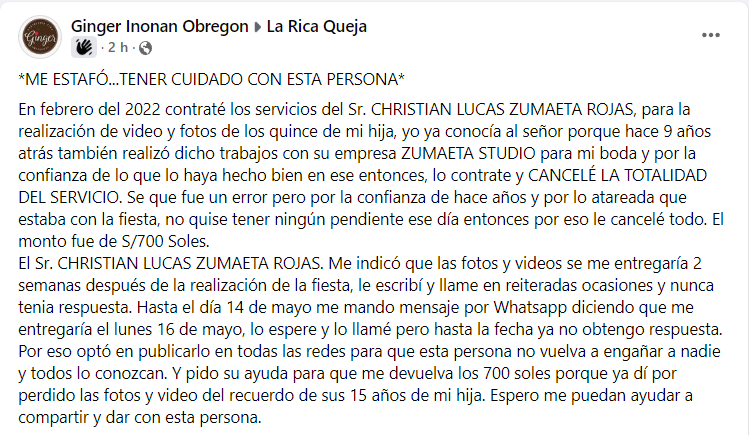 Ginger Inonan Obregon ▸ La Rica Queja
Ginger
· 2 h ·
*ME ESTAFÓ...TENER CUIDADO CON ESTA PERSONA*
En febrero del 2022 contraté los servicios del Sr. CHRISTIAN LUCAS ZUMAETA ROJAS, para la
realización de video y fotos de los quince de mi hija, yo ya conocía al señor porque hace 9 años
atrás también realizó dicho trabajos con su empresa ZUMAETA STUDIO para mi boda y por la
confianza de lo que lo haya hecho bien en ese entonces, lo contrate y CANCELÉ LA TOTALIDAD
DEL SERVICIO. Se que fue un error pero por la confianza de hace años y por lo atareada que
estaba con la fiesta, no quise tener ningún pendiente ese día entonces por eso le cancelé todo. El
monto fue de S/700 Soles.
El Sr. CHRISTIAN LUCAS ZUMAETA ROJAS. Me indicó que las fotos y videos se me entregaría 2
semanas después de la realización de la fiesta, le escribí y llame en reiteradas ocasiones y nunca
tenia respuesta. Hasta el día 14 de mayo me mando mensaje por Whatsapp diciendo que me
entregaría el lunes 16 de mayo, lo espere y lo llamé pero hasta la fecha ya no obtengo respuesta.
Por eso optó en publicarlo en todas las redes para que esta persona no vuelva a engañar a nadie
y todos lo conozcan. Y pido su ayuda para que me devuelva los 700 soles porque ya dí por
perdido las fotos y video del recuerdo de sus 15 años de mi hija. Espero me puedan ayudar a
compartir y dar con esta persona.